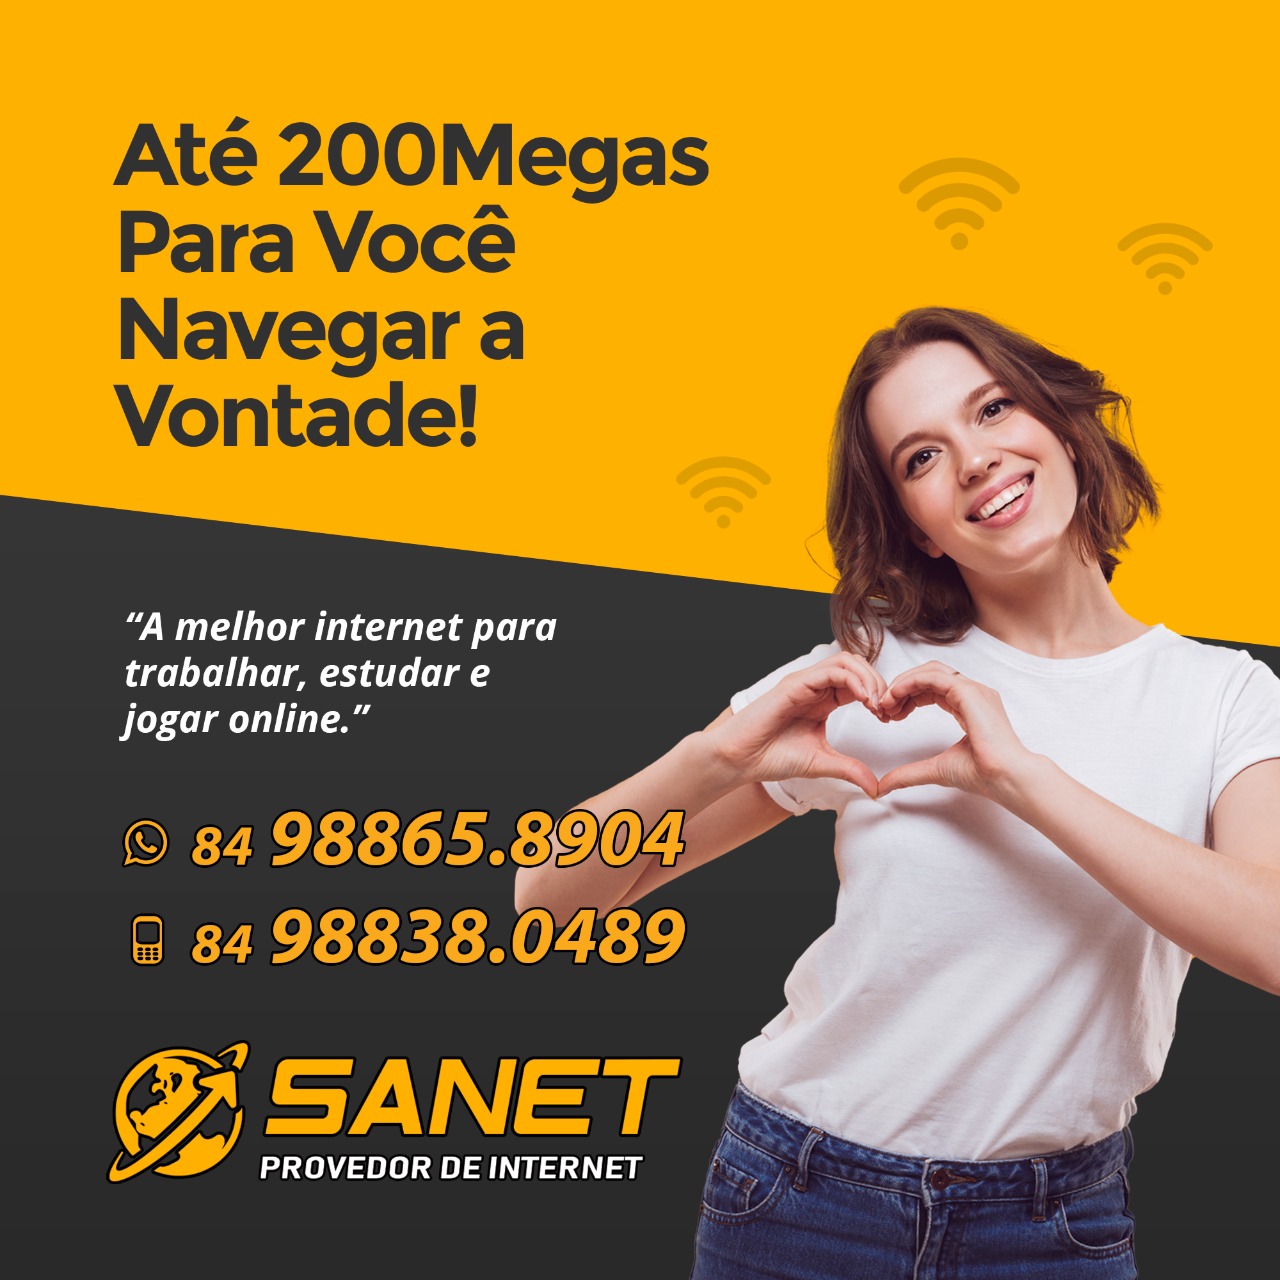 Até 200Megas
Para Você
Navegar a
Vontade!
“A melhor internet para
trabalhar, estudar e
jogar online.”
84 98865.8904
84 98838.0489
SANET
PROVEDOR DE INTERNET